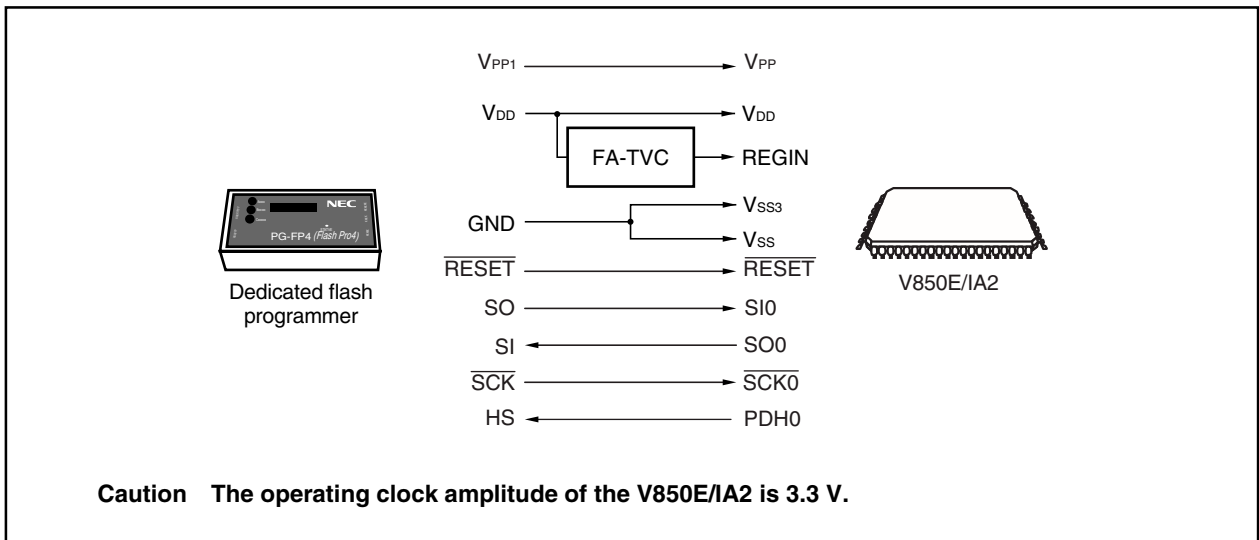 VPP1 VPP
VDD VDD
FA-TVC REGIN
NEC
PG-FP4 (Flash Pro4)
Dedicated flash
programmer
GND VSS3
VSS
RESET RESET
V850E/IA2
SO SI0
SI SO0
SCK SCK0
HS PDH0
Caution The operating clock amplitude of the V850E/IA2 is 3.3 V.